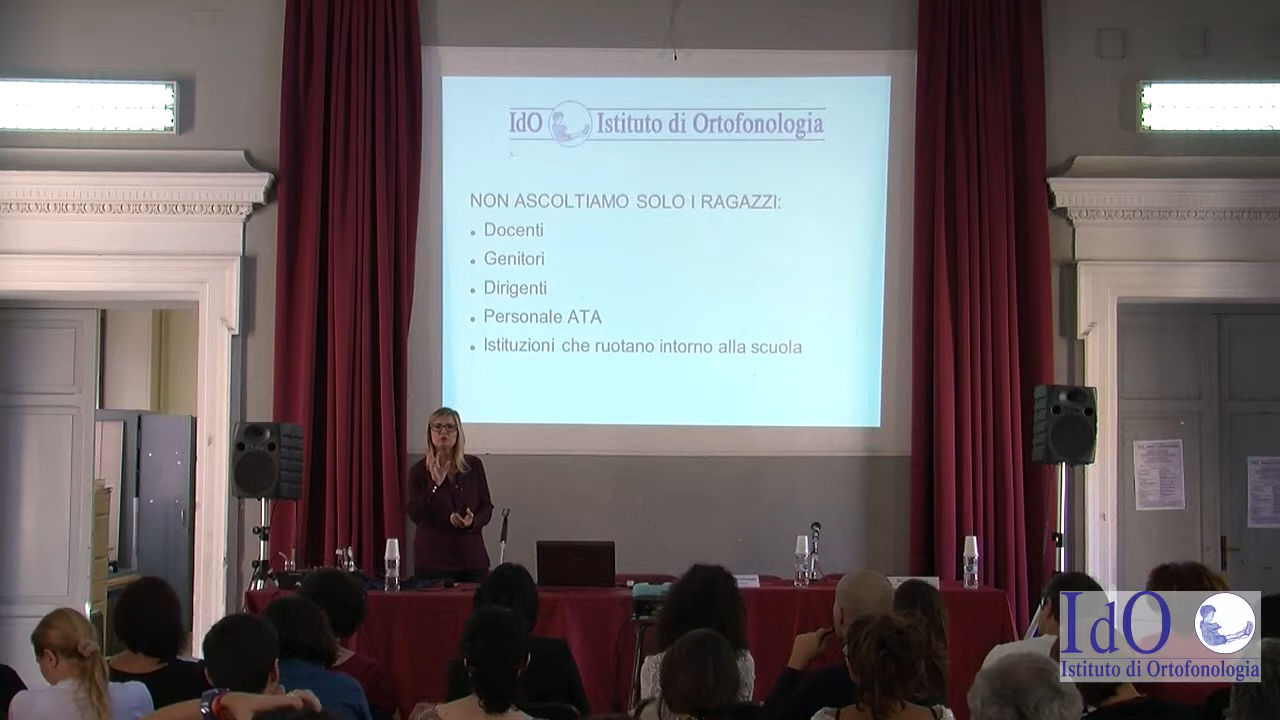 IdO Istituto di Ortofonologia
NON ASCOLTIAMO SOLO I RAGAZZI:
• Docenti
• Genitori
• Dirigenti
• Personale ATA
• Istituzioni che ruotano intorno alla scuola
IdO
Istituto di Ortofonologia